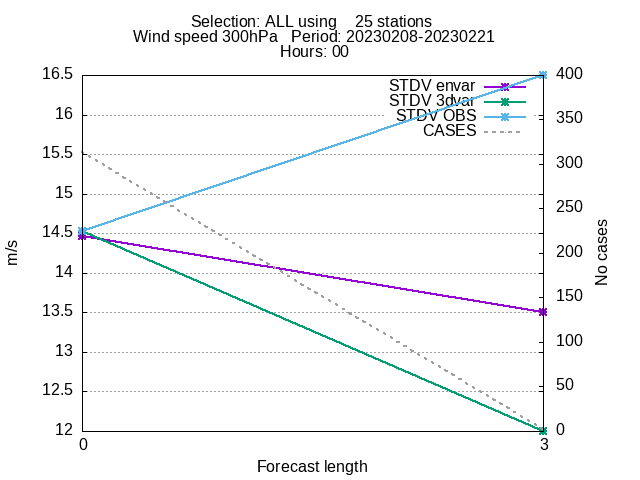 Selection: ALL using    25 stations
Wind speed 300hPa   Period: 20230208-20230221
Hours: 00
STDV envar
STDV 3dvar
STDV OBS
CASES
16.5
16
15.5
15
14.5
14
13.5
13
12.5
12
400
350
300
250
200
150
100
50
0
m/s
No cases
0
3
Forecast length